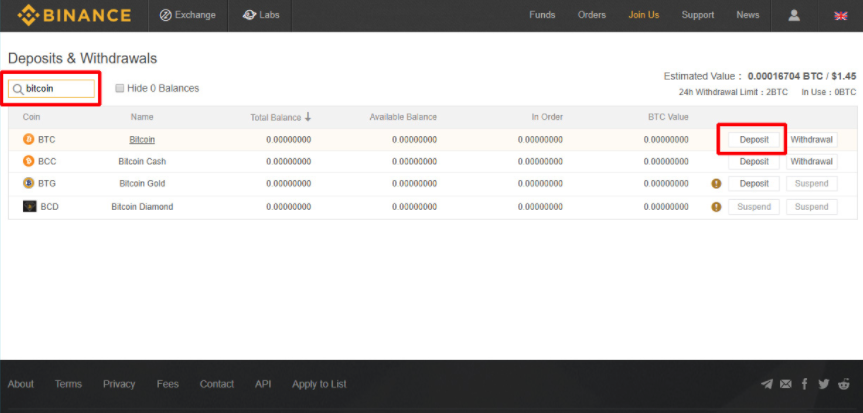 BINANCE Exchange Labs Funds Orders Join Us Support News
Deposits & Withdrawals
Estimated Value : 0.00016704 BTC / $1.45
bitcoin Hide 0 Balances
24h Withdrawal Limit : 2BTC In Use : 0BTC
Coin Name Total Balance Available Balance In Order BTC Value
BTC Bitcoin 0.00000000 0.00000000 0.00000000 0.00000000 Deposit Withdrawal
BCC Bitcoin Cash 0.00000000 0.00000000 0.00000000 0.00000000 Deposit Withdrawal
BTG Bitcoin Gold 0.00000000 0.00000000 0.00000000 0.00000000 Deposit Suspend
BCD Bitcoin Diamond 0.00000000 0.00000000 0.00000000 0.00000000 Suspend Suspend
About Terms Privacy Fees Contact API Apply to List